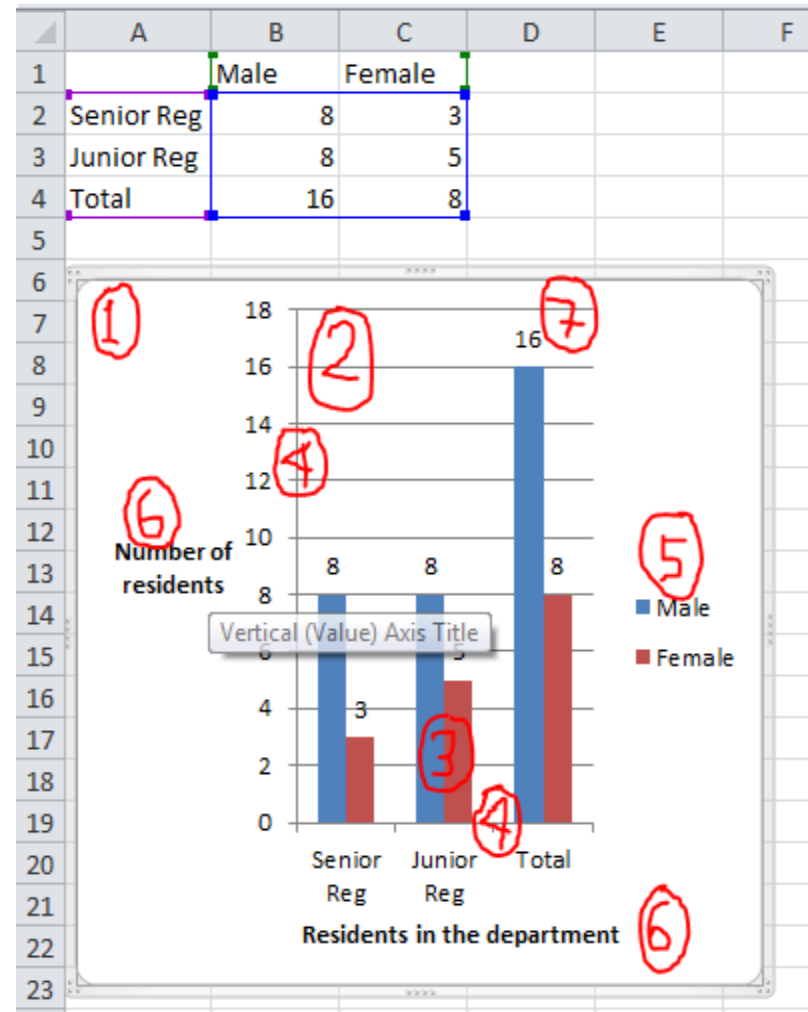 A B C D E F
1 Male Female
2 Senior Reg 8 3
3 Junior Reg 8 5
4 Total 16 8
5
6
7
8
9
10
11
12
13
14
15
16
17
18
19
20
21
22
23
1
2
7
18
16
14
12
10
8
4
2
0
16
4
6
Number of
residents
8
8
8
5
Male
Female
Vertical (Value) Axis Title
6
5
3
3
4
Senior
Reg
Junior
Reg
Total
Residents in the department
6